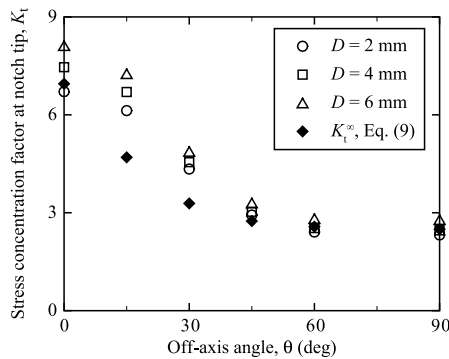 Stress concentration factor at notch tip, Kt
9
6
3
0
0
30
60
90
Off-axis angle, θ (deg)
D = 2 mm
D = 4 mm
D = 6 mm
Kt∞, Eq. (9)